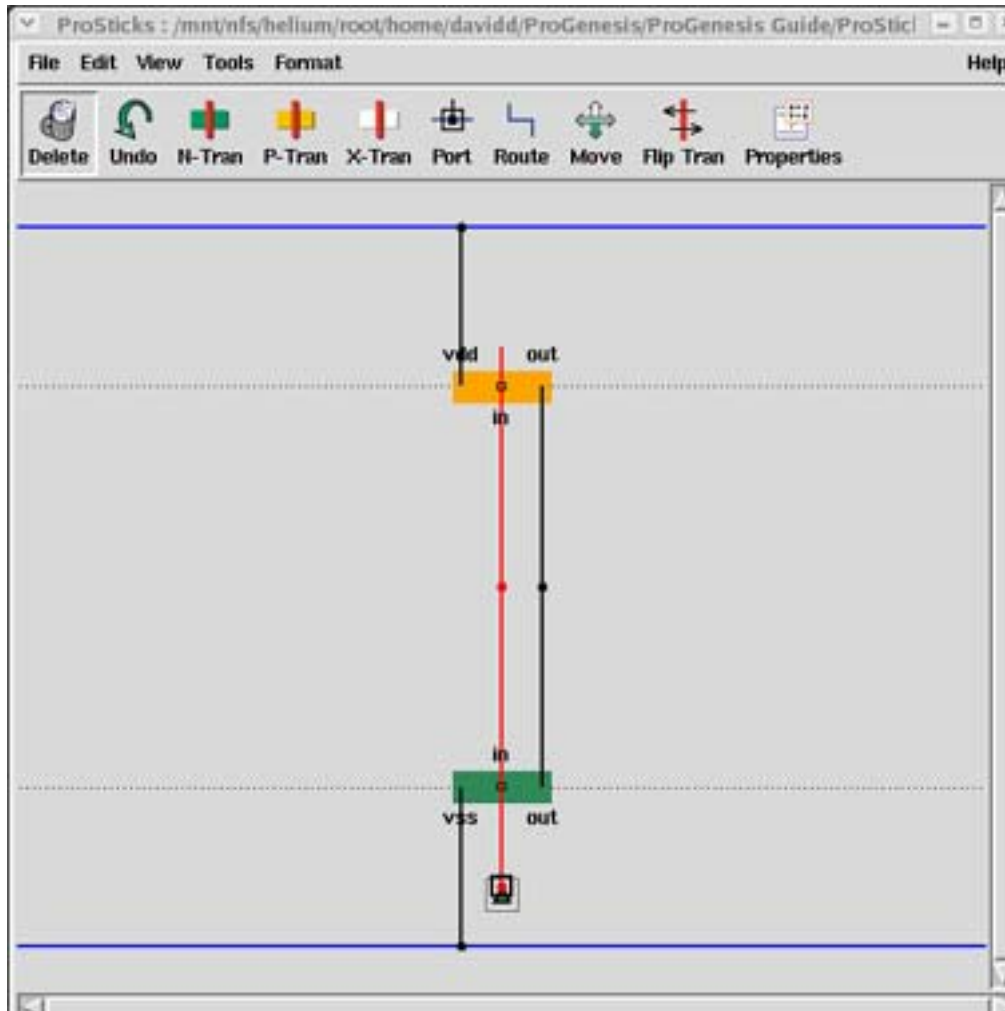 ProSticks : /mnt/nfs/helium/root/home/davidd/ProGenesis/ProGenesis Guide/ProStic
File Edit View Tools Format Help
Delete Undo N-Tran P-Tran X-Tran Port Route Move Flip Tran Properties
vdd out
in
in
vss out